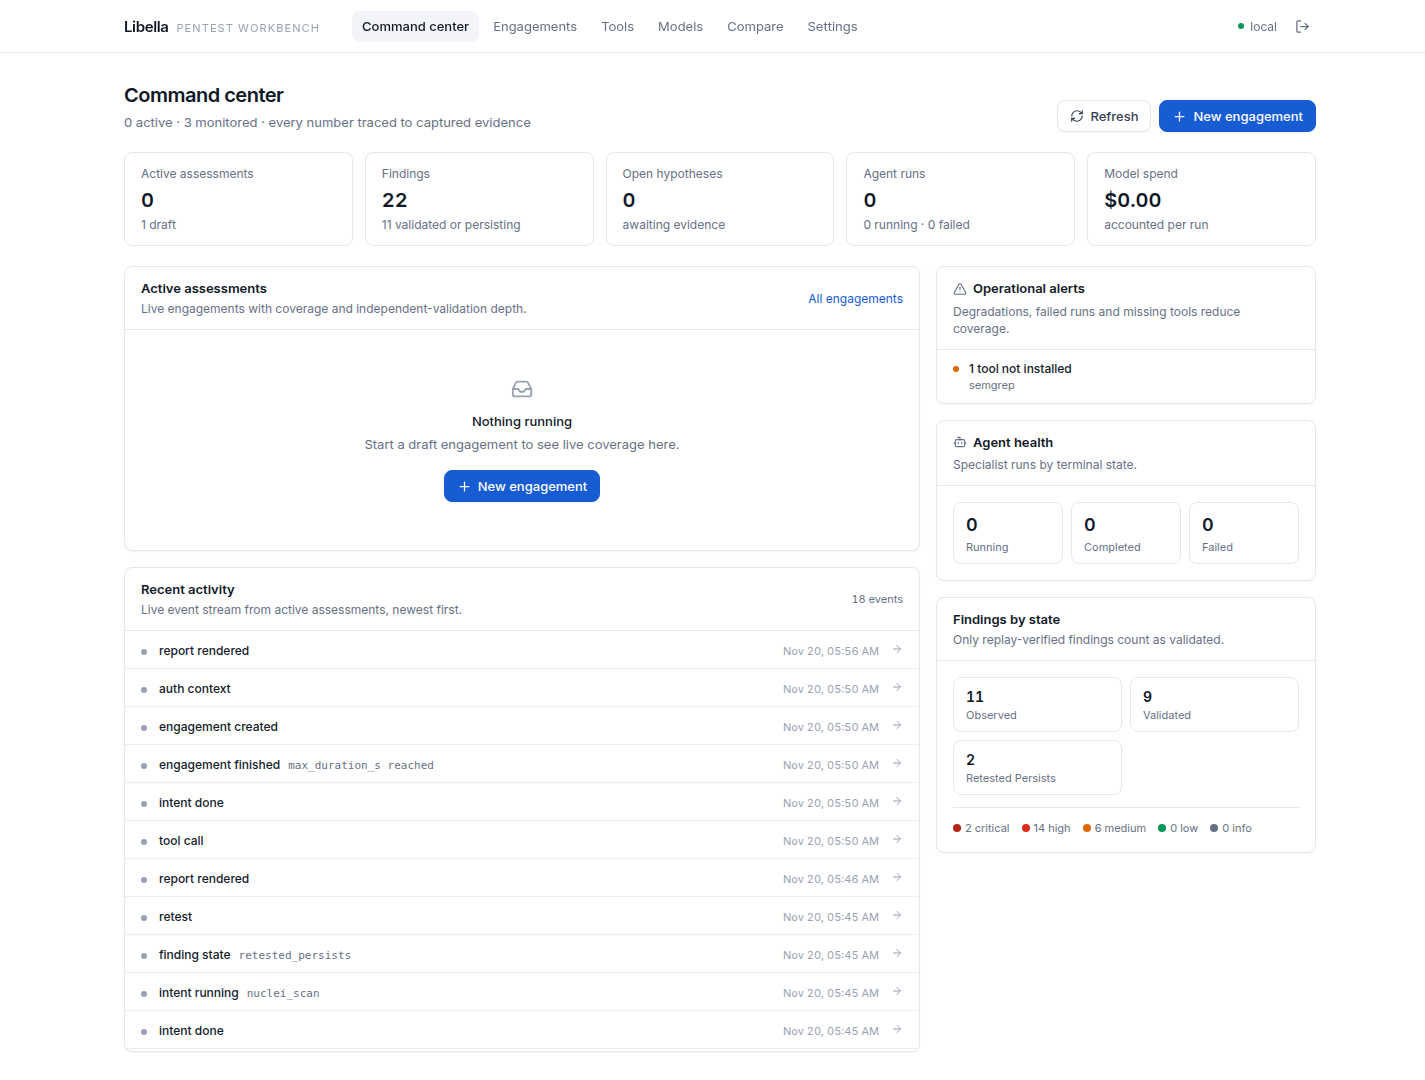 Libella PENTEST WORKBENCH
Command center
Engagements
Tools
Models
Compare
Settings
local
Command center
0 active · 3 monitored · every number traced to captured evidence
Refresh
New engagement
Active assessments
0
1 draft
Findings
22
11 validated or persisting
Open hypotheses
0
awaiting evidence
Agent runs
0
0 running · 0 failed
Model spend
$0.00
accounted per run
Active assessments
Live engagements with coverage and independent-validation depth.
All engagements
Nothing running
Start a draft engagement to see live coverage here.
New engagement
Recent activity
Live event stream from active assessments, newest first.
18 events
report rendered Nov 20, 05:56 AM
auth context Nov 20, 05:50 AM
engagement created Nov 20, 05:50 AM
engagement finished max_duration_s reached Nov 20, 05:50 AM
intent done Nov 20, 05:50 AM
tool call Nov 20, 05:50 AM
report rendered Nov 20, 05:46 AM
retest Nov 20, 05:45 AM
finding state retested_persists Nov 20, 05:45 AM
intent running nuclei_scan Nov 20, 05:45 AM
intent done Nov 20, 05:45 AM
Operational alerts
Degradations, failed runs and missing tools reduce
coverage.
1 tool not installed
semgrep
Agent health
Specialist runs by terminal state.
0
Running
0
Completed
0
Failed
Findings by state
Only replay-verified findings count as validated.
11
Observed
9
Validated
2
Retested Persists
2 critical 14 high 6 medium 0 low 0 info